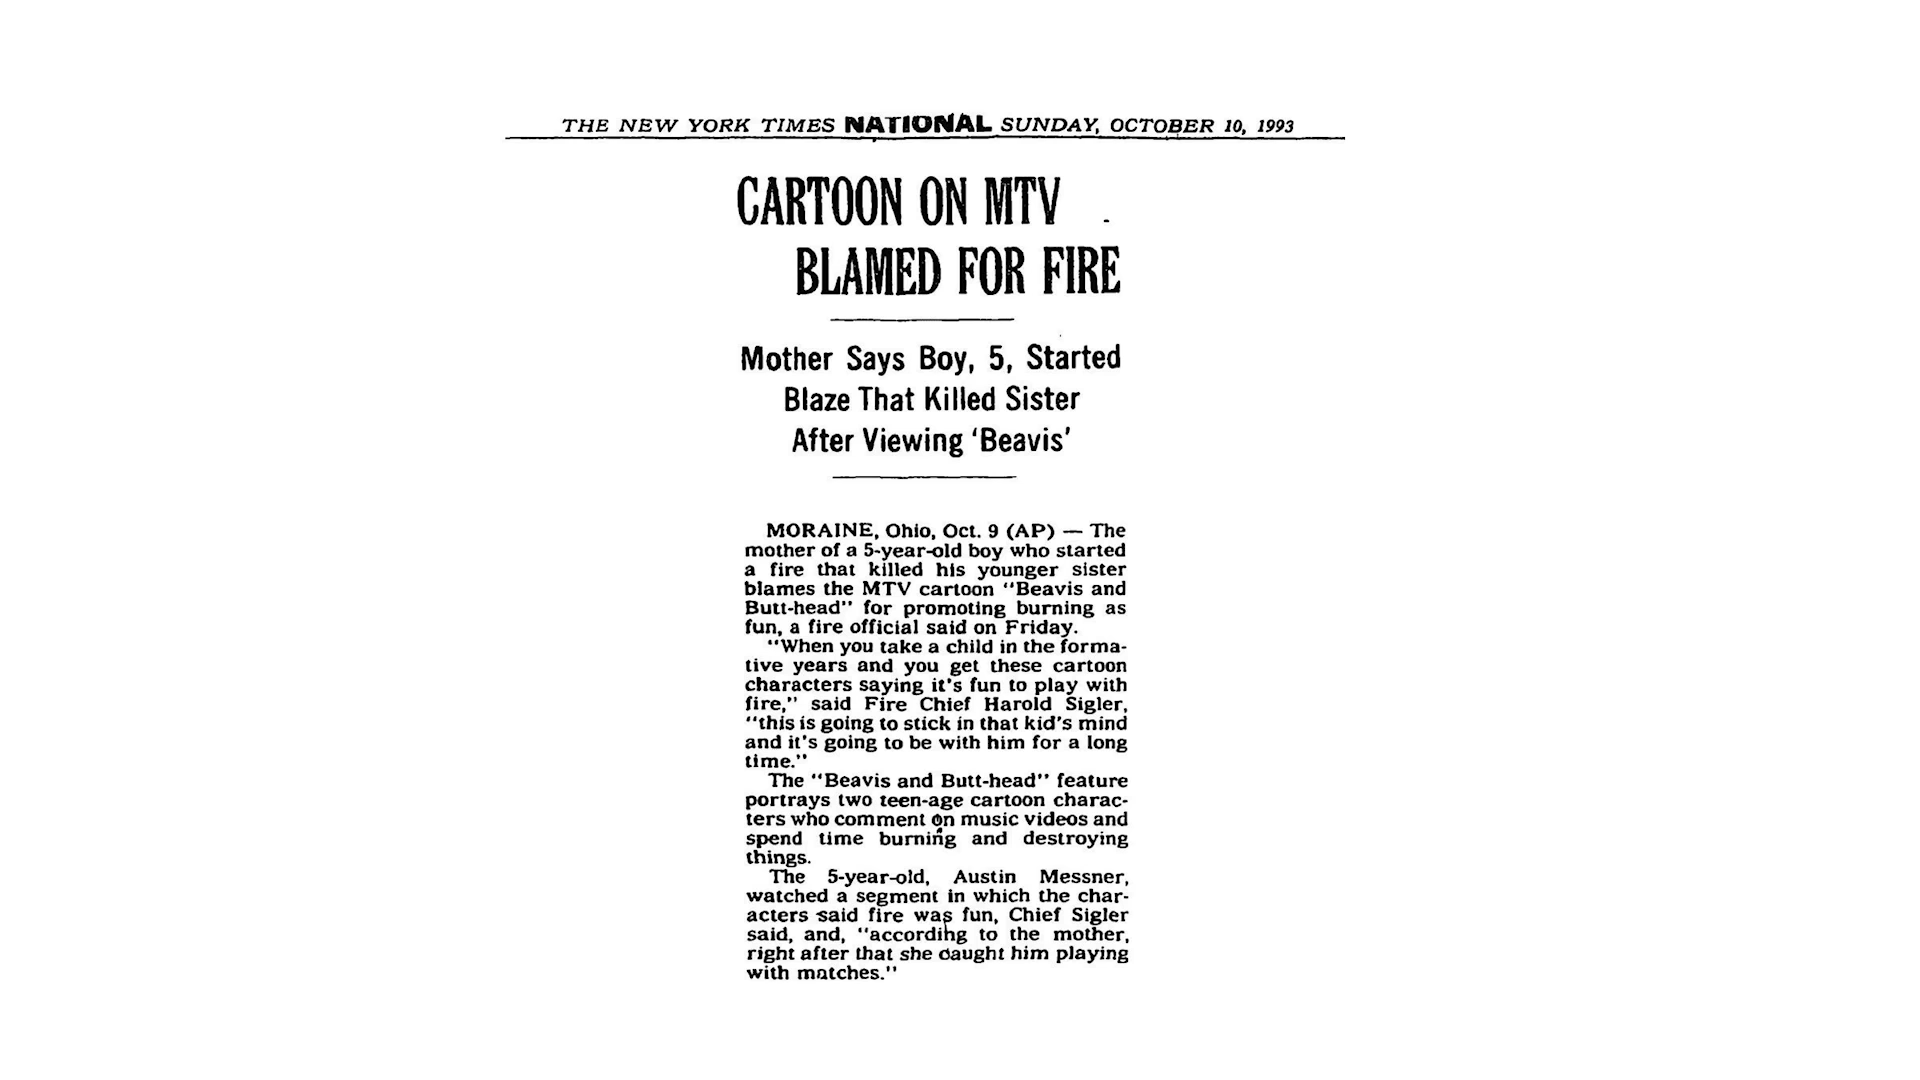 THE NEW YORK TIMES NATIONAL SUNDAY, OCTOBER 10, 1993
CARTOON ON MTV
BLAMED FOR FIRE
Mother Says Boy, 5, Started
Blaze That Killed Sister
After Viewing ‘Beavis’
MORAINE, Ohio, Oct. 9 (AP) — The
mother of a 5-year-old boy who started
a fire that killed his younger sister
blames the MTV cartoon “Beavis and
Butt-head” for promoting burning as
fun, a fire official said on Friday.
“When you take a child in the forma-
tive years and you get these cartoon
characters saying it's fun to play with
fire,” said Fire Chief Harold Sigler,
“this is going to stick in that kid's mind
and it's going to be with him for a long
time.”
The “Beavis and Butt-head” feature
portrays two teen-age cartoon charac-
ters who comment on music videos and
spend time burning and destroying
things.
The 5-year-old, Austin Messner,
watched a segment in which the char-
acters said fire was fun, Chief Sigler
said, and, “according to the mother,
right after that she caught him playing
with matches.”